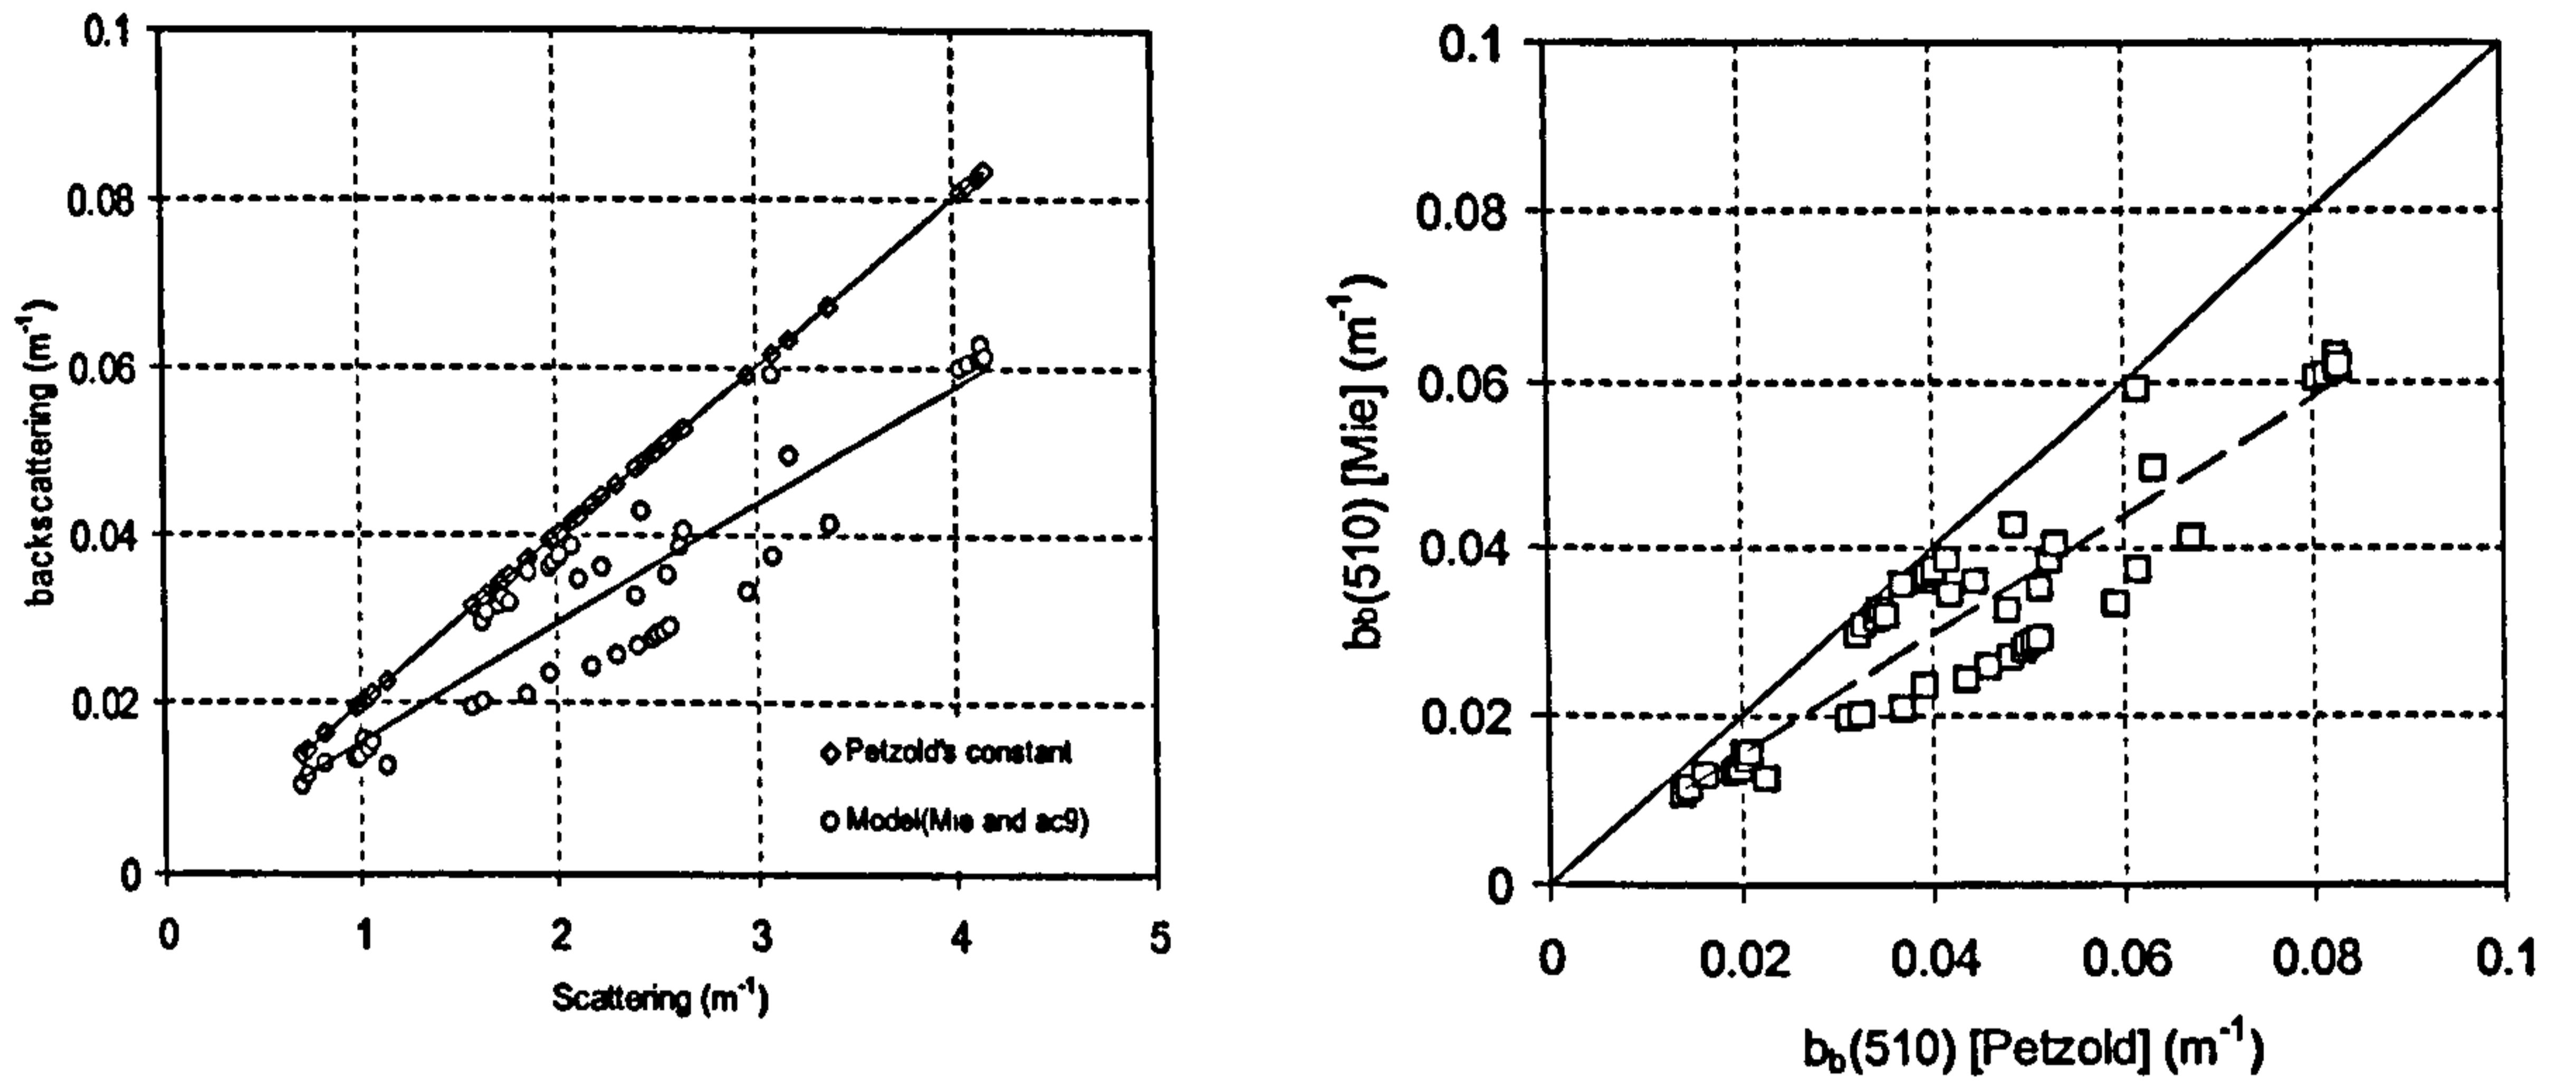 0.1
0.08
0.06
0.04
0.02
0
backscattering (m⁻¹)
0 1 2 3 4 5
Scattering (m⁻¹)
Petzold's constant
Model(Mie and ac9)
0.1
0.08
0.06
0.04
0.02
0
b_b(510) [Mie] (m⁻¹)
0 0.02 0.04 0.06 0.08 0.1
b_b(510) [Petzold] (m⁻¹)